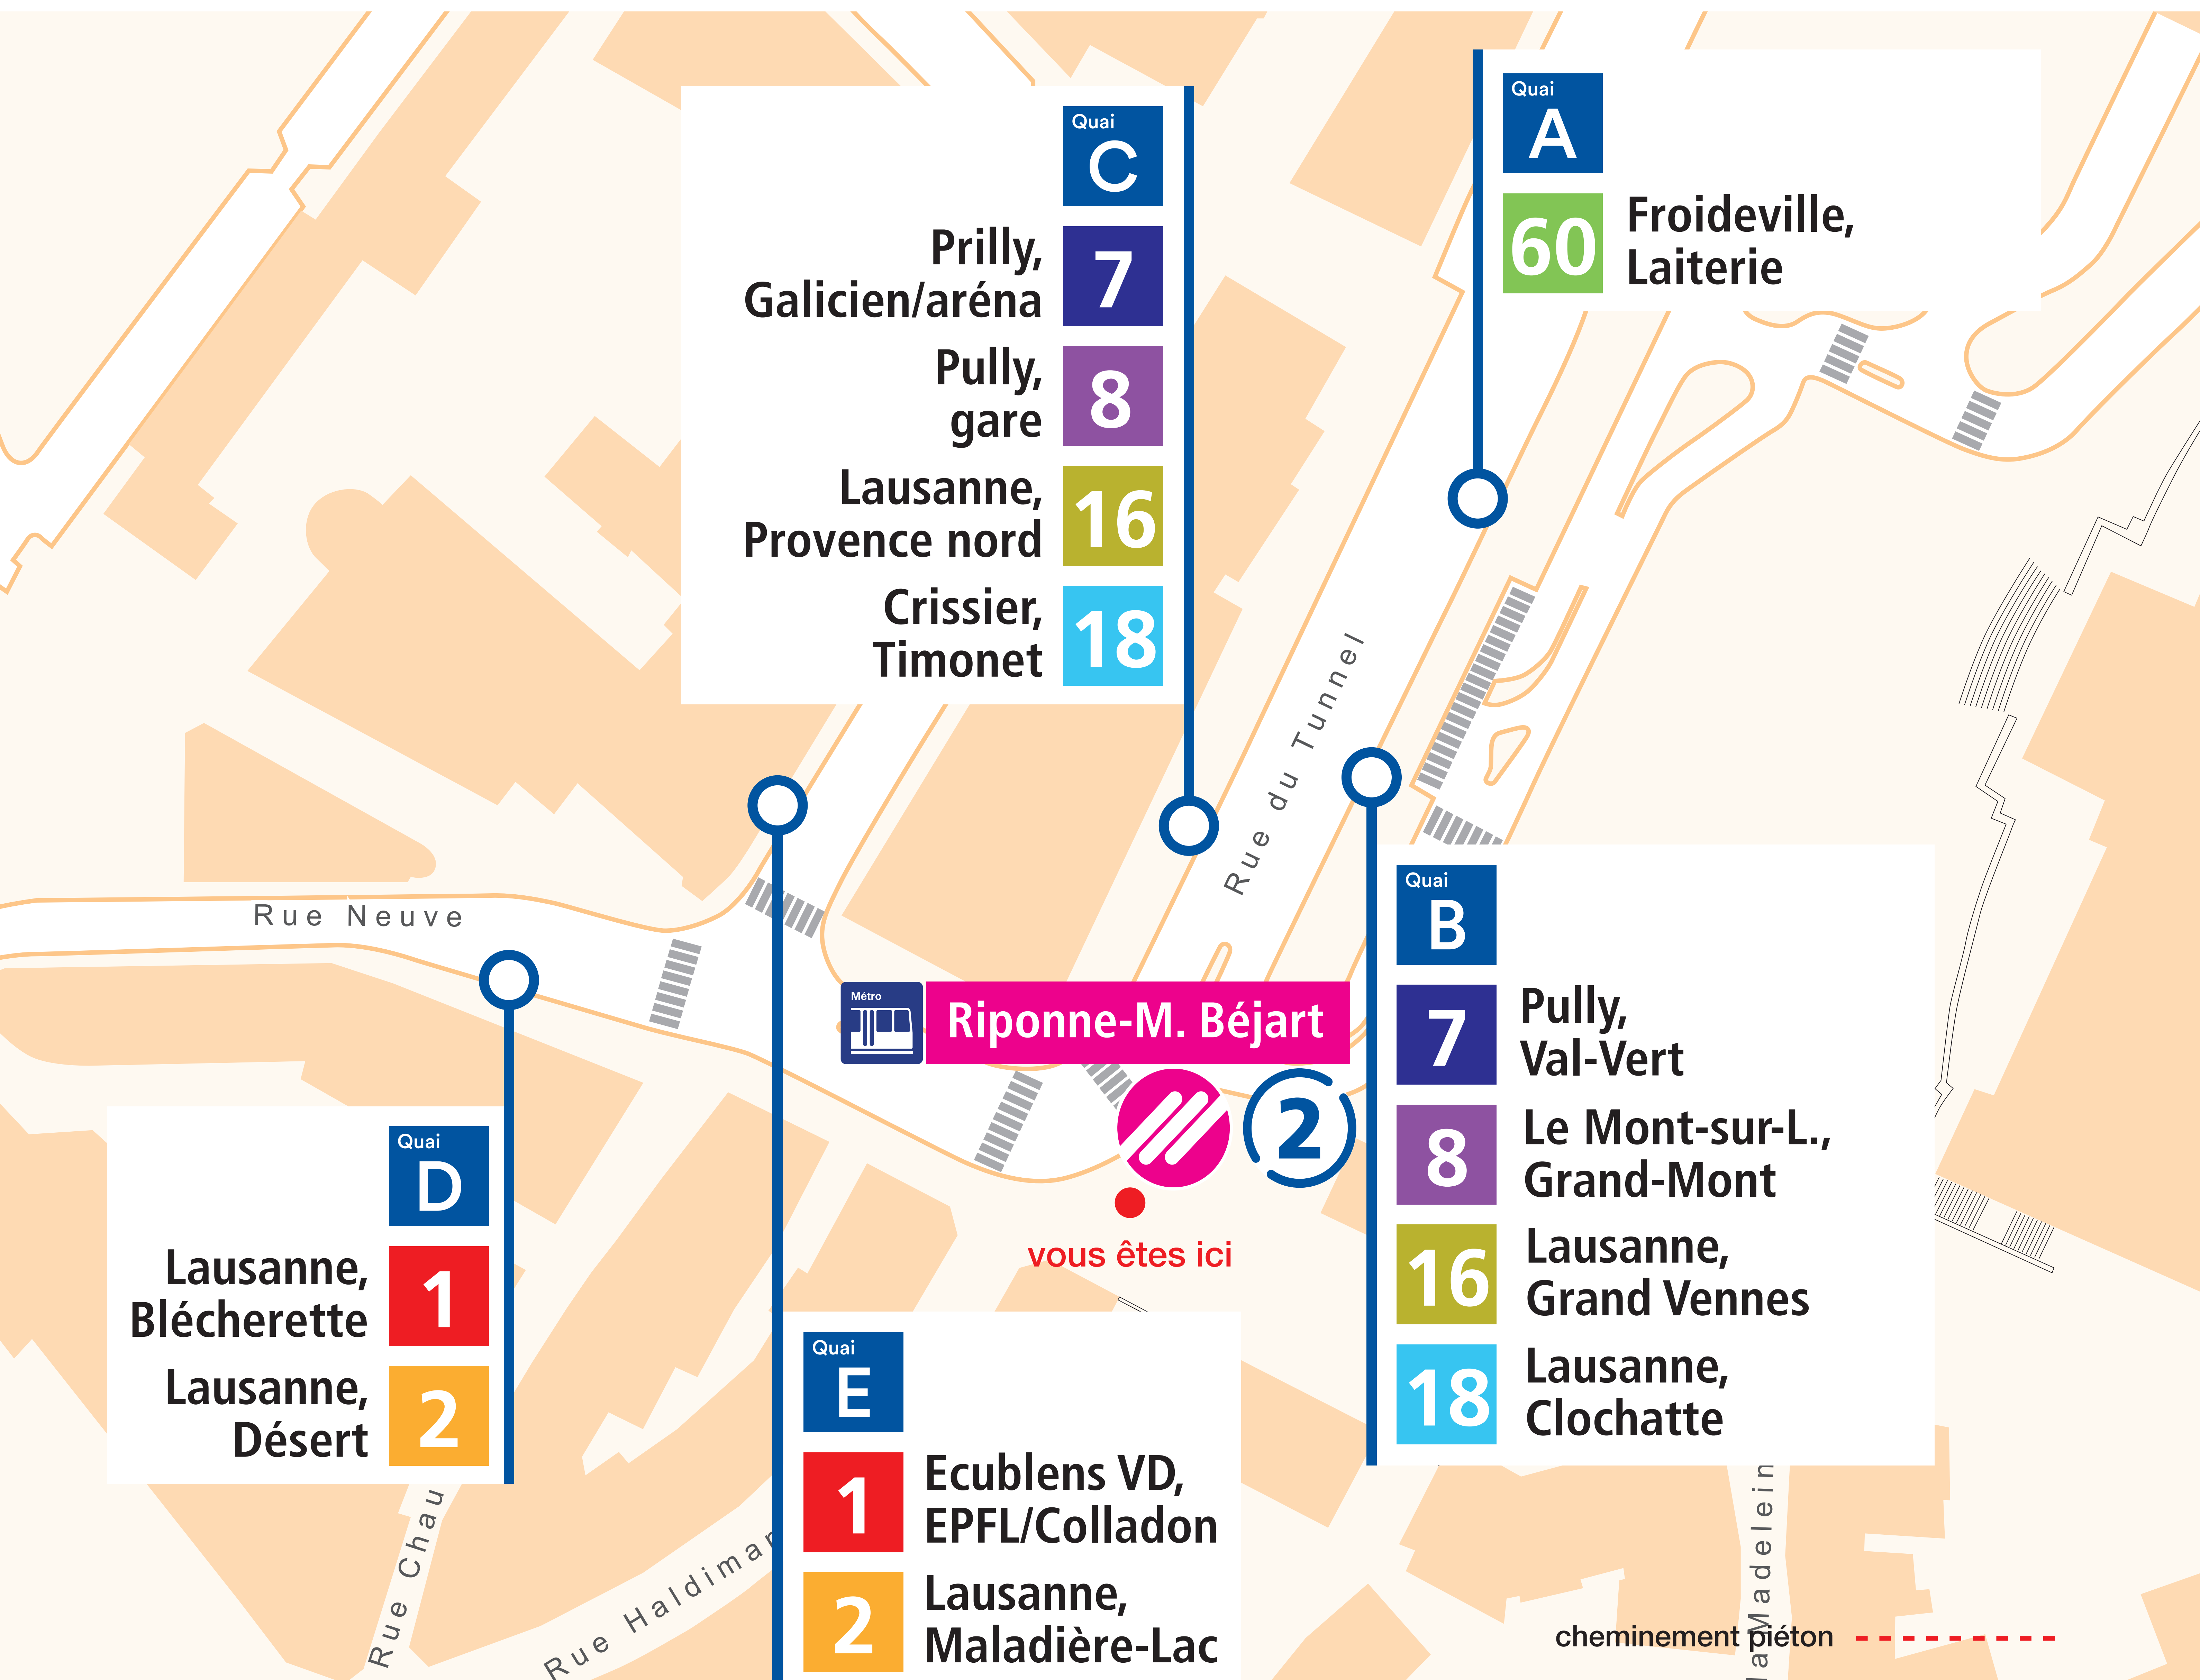 Quai
C
Prilly,
Galicien/aréna
7
Pully,
gare
8
Lausanne,
Provence nord
16
Crissier,
Timonet
18
Quai
A
60
Froideville,
Laiterie
Rue du Tunnel
Rue Neuve
Métro
Riponne-M. Béjart
2
vous êtes ici
Quai
B
7
Pully,
Val-Vert
8
Le Mont-sur-L.,
Grand-Mont
16
Lausanne,
Grand Vennes
18
Lausanne,
Clochatte
Quai
D
Lausanne,
Blécherette
1
Lausanne,
Désert
2
Quai
E
1
Ecublens VD,
EPFL/Colladon
2
Lausanne,
Maladière-Lac
Rue Chau
Rue Haldiman
la Madelein
cheminement piéton